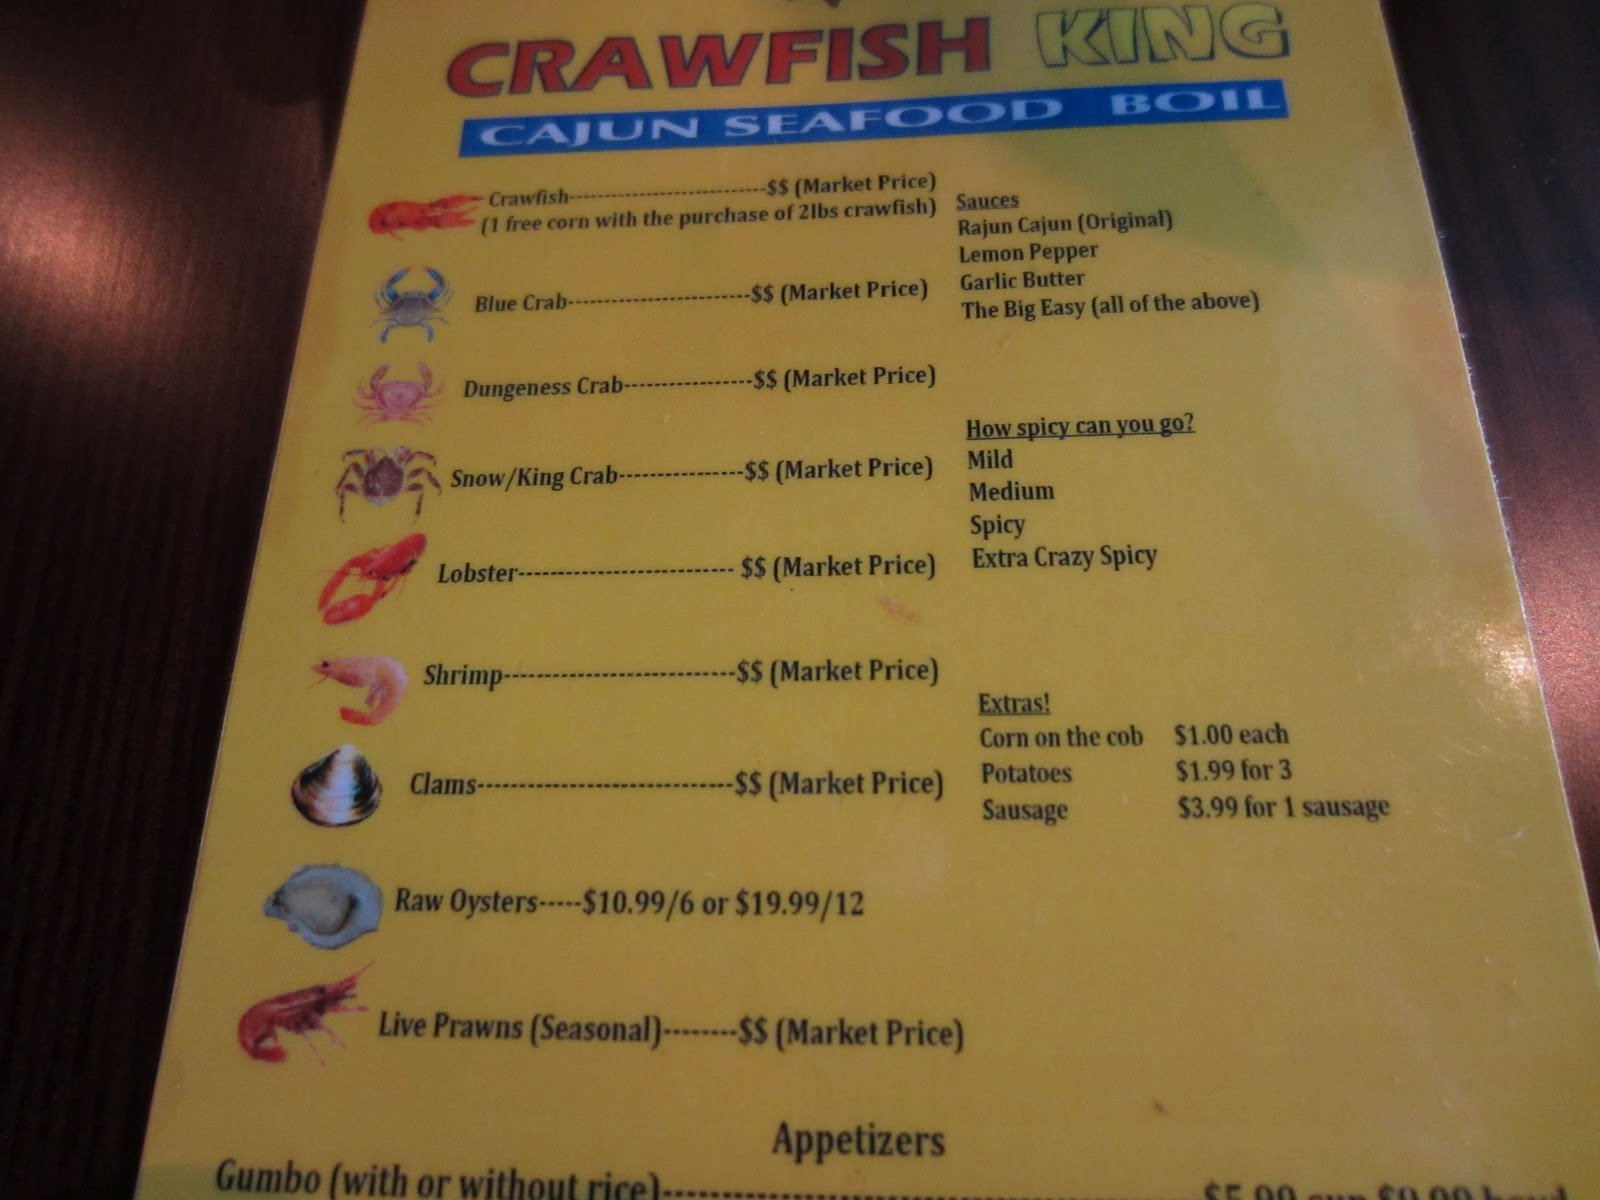 CRAWFISH KING
CAJUN SEAFOOD BOIL
Crawfish--------------------------$$ (Market Price)
(1 free corn with the purchase of 2lbs crawfish)
Blue Crab-------------------------$$ (Market Price)
Dungeness Crab-----------------$$ (Market Price)
Snow/King Crab----------------$$ (Market Price)
Lobster--------------------------- $$ (Market Price)
Shrimp----------------------------$$ (Market Price)
Clams-------------------------------$$ (Market Price)
Raw Oysters-----$10.99/6 or $19.99/12
Live Prawns (Seasonal)--------$$ (Market Price)
Sauces
Rajun Cajun (Original)
Lemon Pepper
Garlic Butter
The Big Easy (all of the above)
How spicy can you go?
Mild
Medium
Spicy
Extra Crazy Spicy
Extras!
Corn on the cob $1.00 each
Potatoes $1.99 for 3
Sausage $3.99 for 1 sausage
Appetizers
Gumbo (with or without rice)--------------------------------